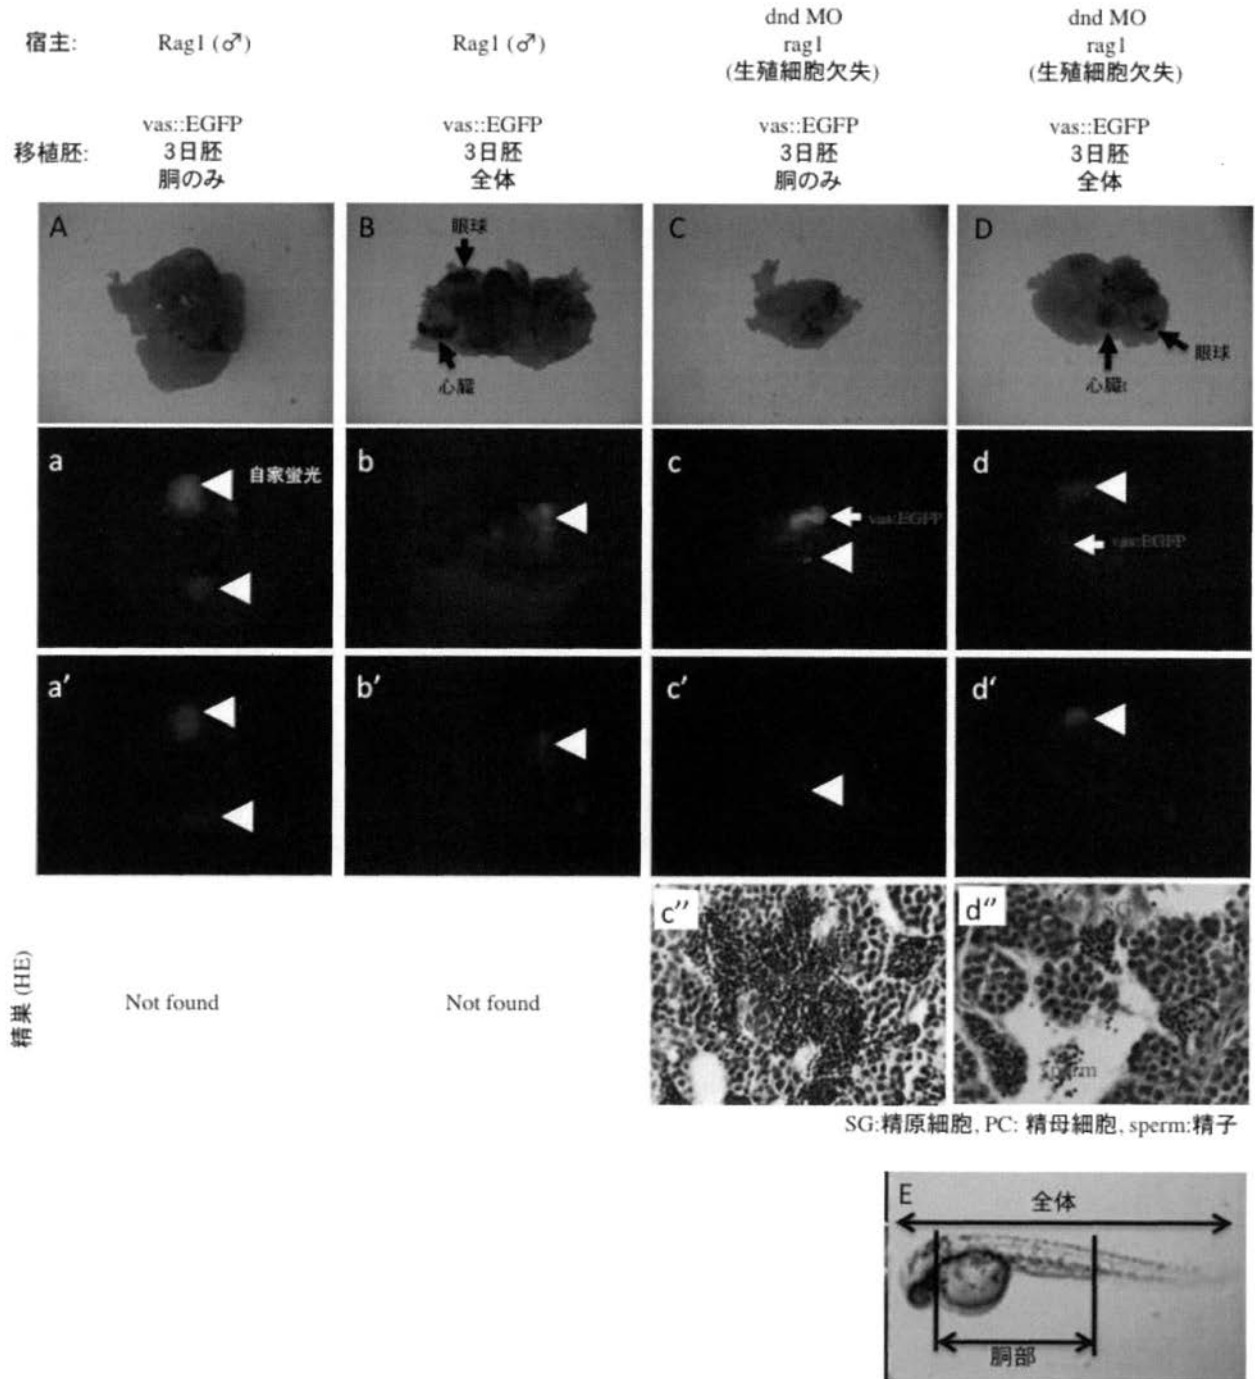 宿主:
Rag1 (♂)
Rag1 (♂)
dnd MO
rag1
(生殖細胞欠失)
dnd MO
rag1
(生殖細胞欠失)
移植胚:
vas::EGFP
3日胚
胴のみ
vas::EGFP
3日胚
全体
vas::EGFP
3日胚
胴のみ
vas::EGFP
3日胚
全体
A
B
眼球
心臓
C
D
眼球
心臓t
a
自家蛍光
b
c
vas:EGFP
d
vas::EGFP
a′
b′
c′
d‘
精巣 (HE)
Not found
Not found
c″
d″
SG
SG:精原細胞, PC: 精母細胞, sperm:精子
E
全体
胴部